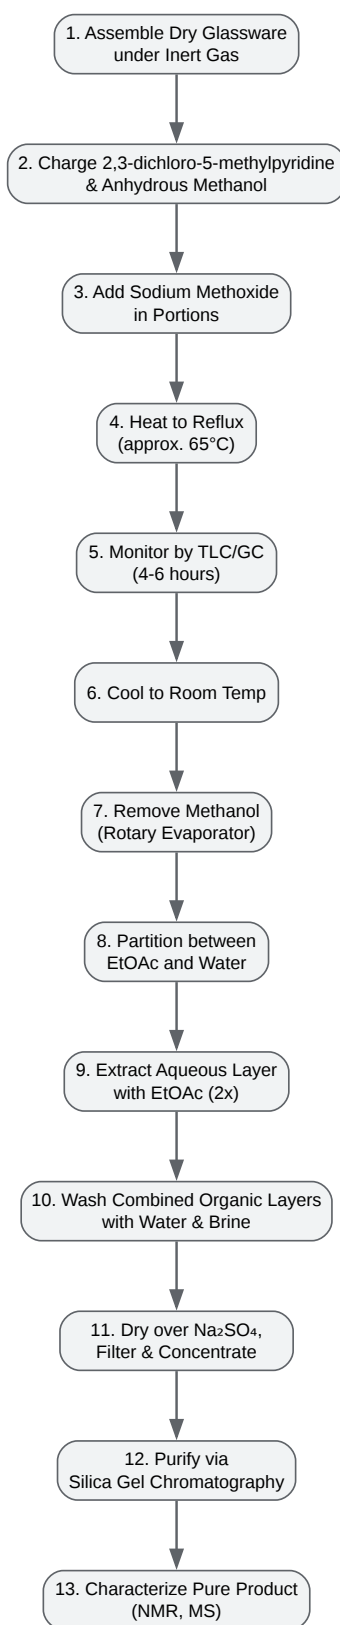 1. Assemble Dry Glassware
under Inert Gas
2. Charge 2,3-dichloro-5-methylpyridine
& Anhydrous Methanol
3. Add Sodium Methoxide
in Portions
4. Heat to Reflux
(approx. 65°C)
5. Monitor by TLC/GC
(4-6 hours)
6. Cool to Room Temp
7. Remove Methanol
(Rotary Evaporator)
8. Partition between
EtOAc and Water
9. Extract Aqueous Layer
with EtOAc (2x)
10. Wash Combined Organic Layers
with Water & Brine
11. Dry over Na₂SO₄,
Filter & Concentrate
12. Purify via
Silica Gel Chromatography
13. Characterize Pure Product
(NMR, MS)